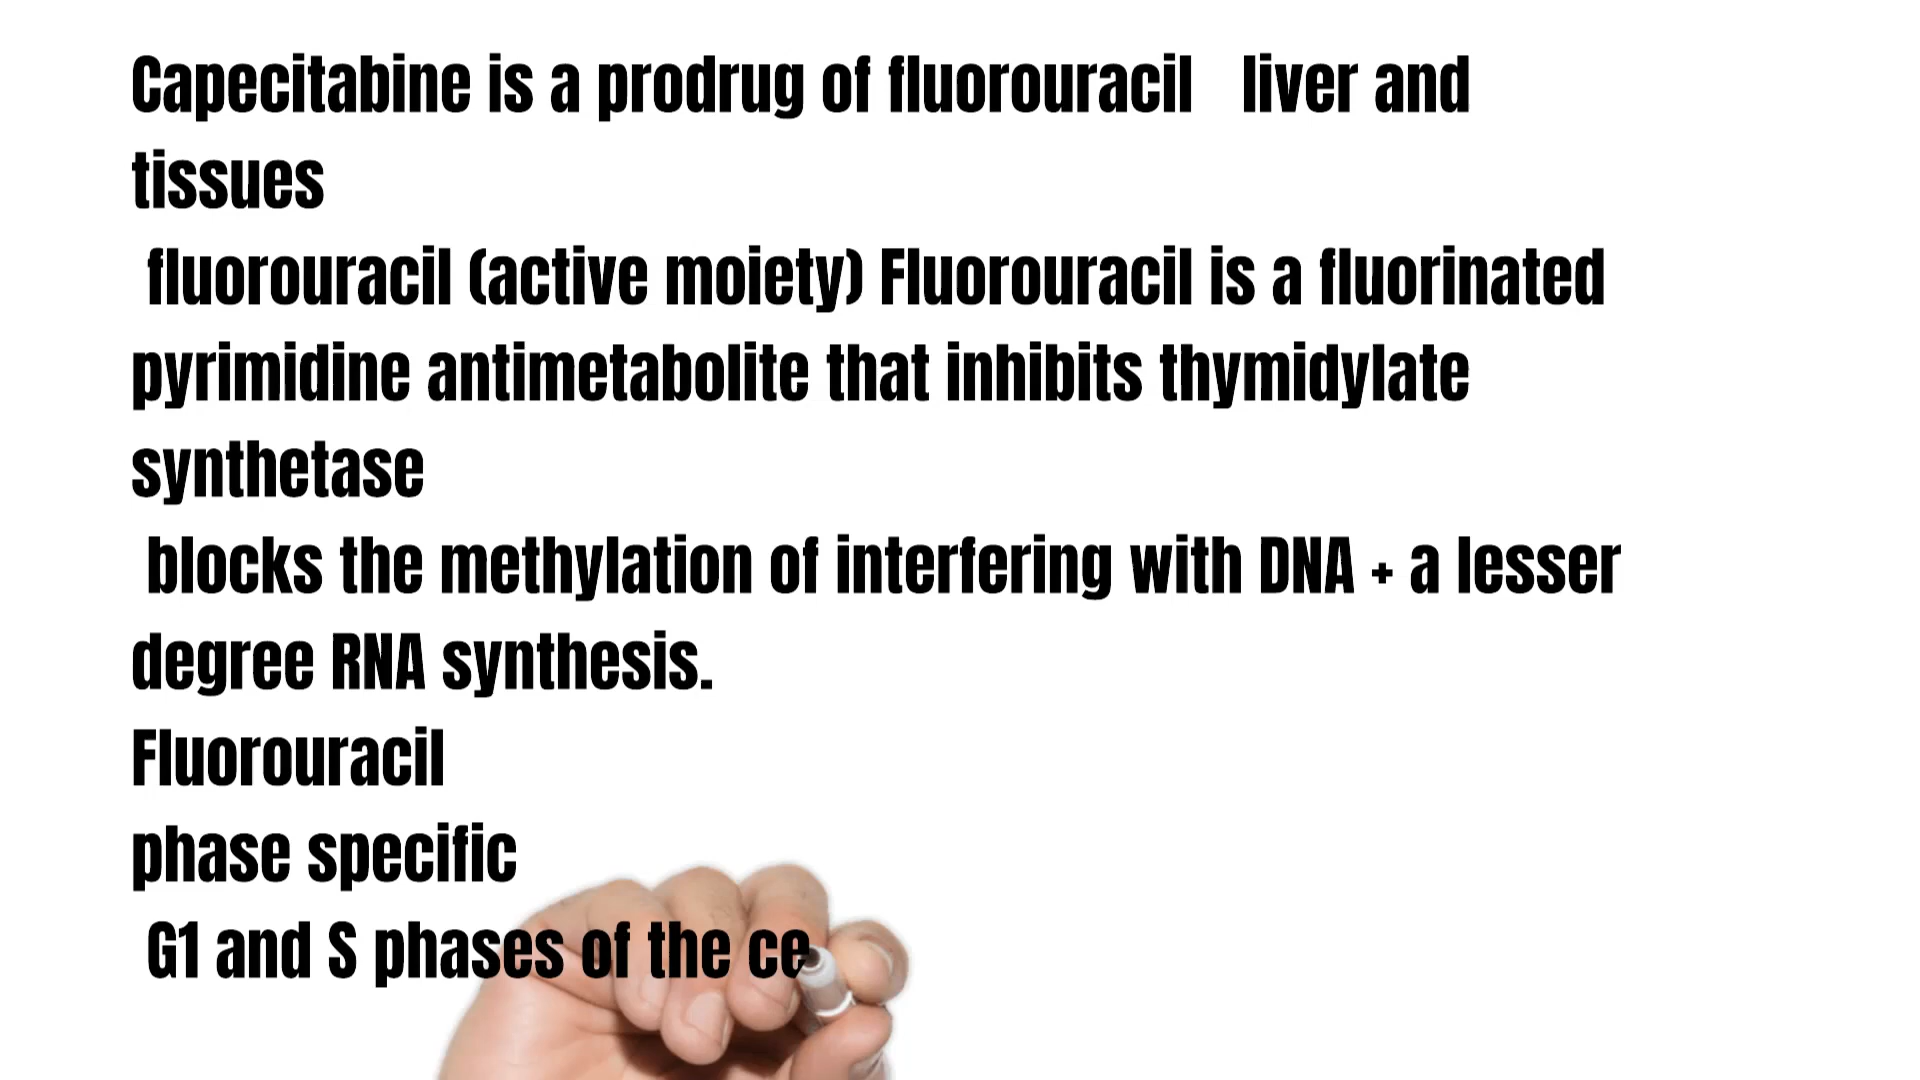 Capecitabine is a prodrug of fluorouracil liver and
tissues
fluorouracil (active moiety) Fluorouracil is a fluorinated
pyrimidine antimetabolite that inhibits thymidylate
synthetase
blocks the methylation of interfering with DNA + a lesser
degree RNA synthesis.
Fluorouracil
phase specific
G1 and S phases of the ce